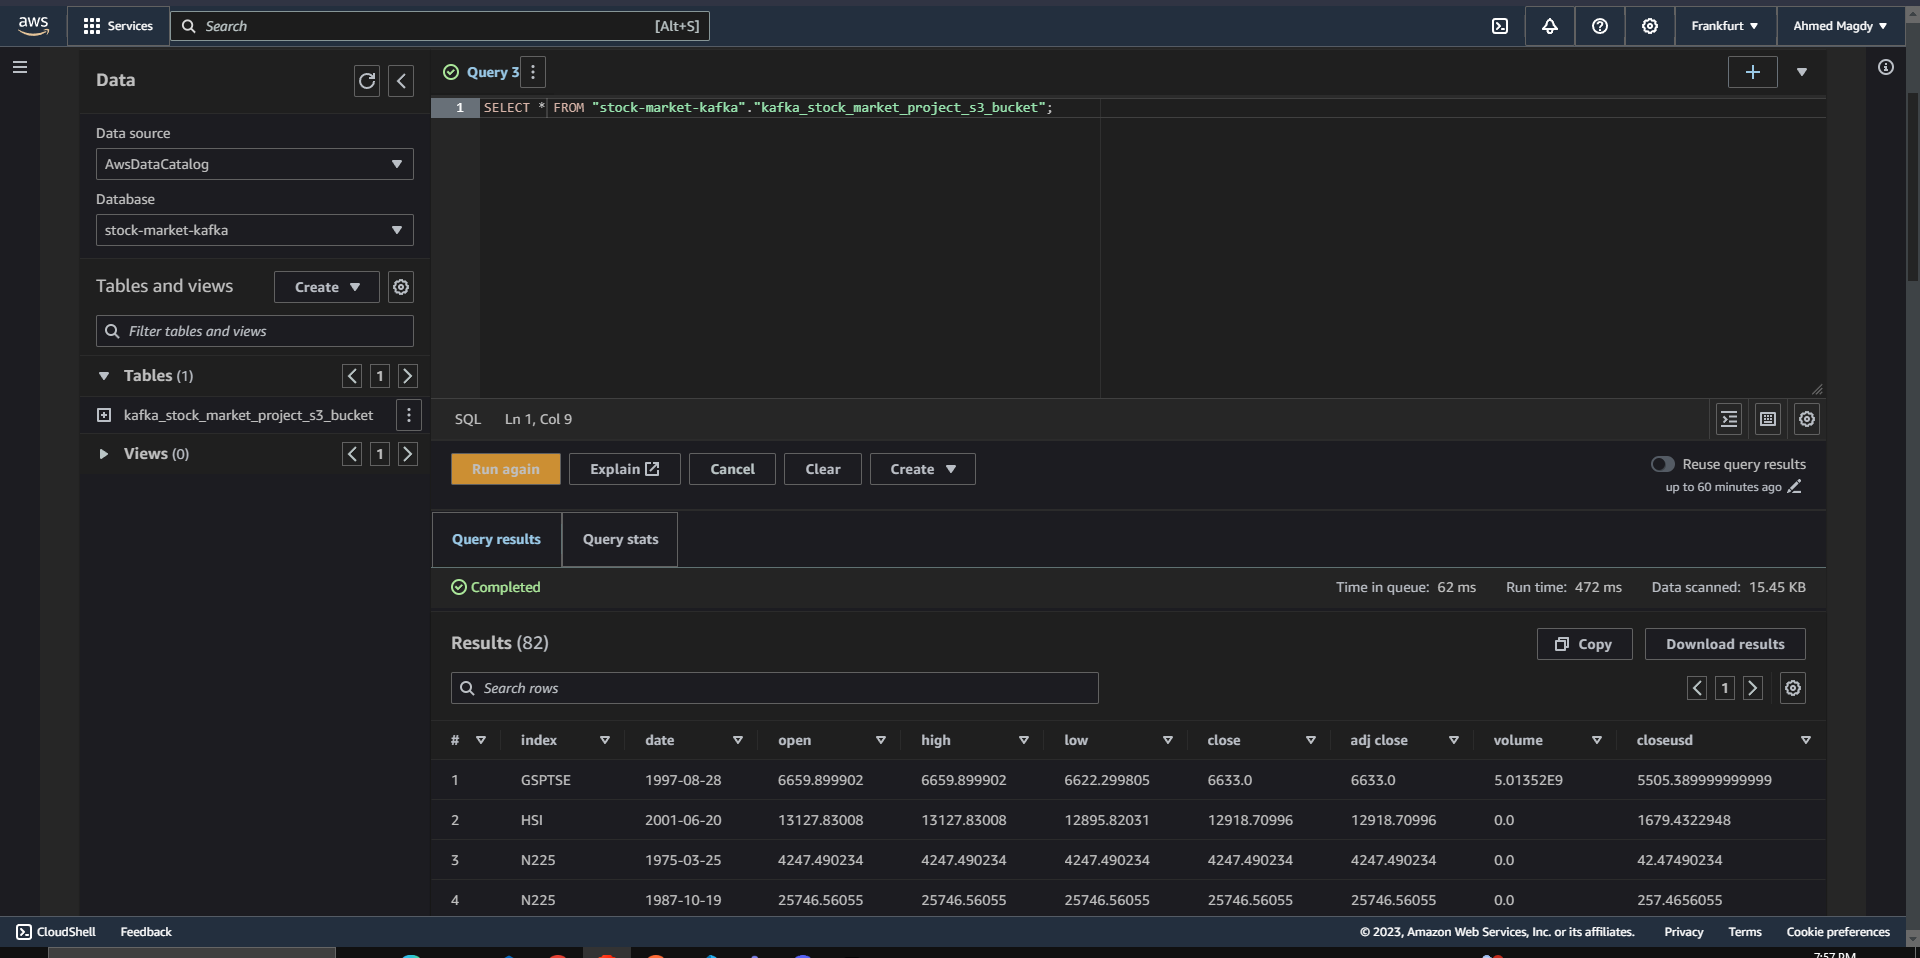 aws Services Search [Alt+S] Frankfurt Ahmed Magdy
Data
Data source
AwsDataCatalog
Database
stock-market-kafka
Tables and views Create
Filter tables and views
Tables (1) 1
kafka_stock_market_project_s3_bucket
Views (0) 1
Query 3
1 SELECT * FROM "stock-market-kafka"."kafka_stock_market_project_s3_bucket";
SQL Ln 1, Col 9
Run again Explain Cancel Clear Create Reuse query results
up to 60 minutes ago
Query results Query stats
Completed Time in queue: 62 ms Run time: 472 ms Data scanned: 15.45 KB
Results (82) Copy Download results
Search rows 1
# index date open high low close adj close volume closeusd
1 GSPTSE 1997-08-28 6659.899902 6659.899902 6622.299805 6633.0 6633.0 5.01352E9 5505.389999999999
2 HSI 2001-06-20 13127.83008 13127.83008 12895.82031 12918.70996 12918.70996 0.0 1679.4322948
3 N225 1975-03-25 4247.490234 4247.490234 4247.490234 4247.490234 4247.490234 0.0 42.47490234
4 N225 1987-10-19 25746.56055 25746.56055 25746.56055 25746.56055 25746.56055 0.0 257.4656055
CloudShell Feedback © 2023, Amazon Web Services, Inc. or its affiliates. Privacy Terms Cookie preferences
7:57 PM